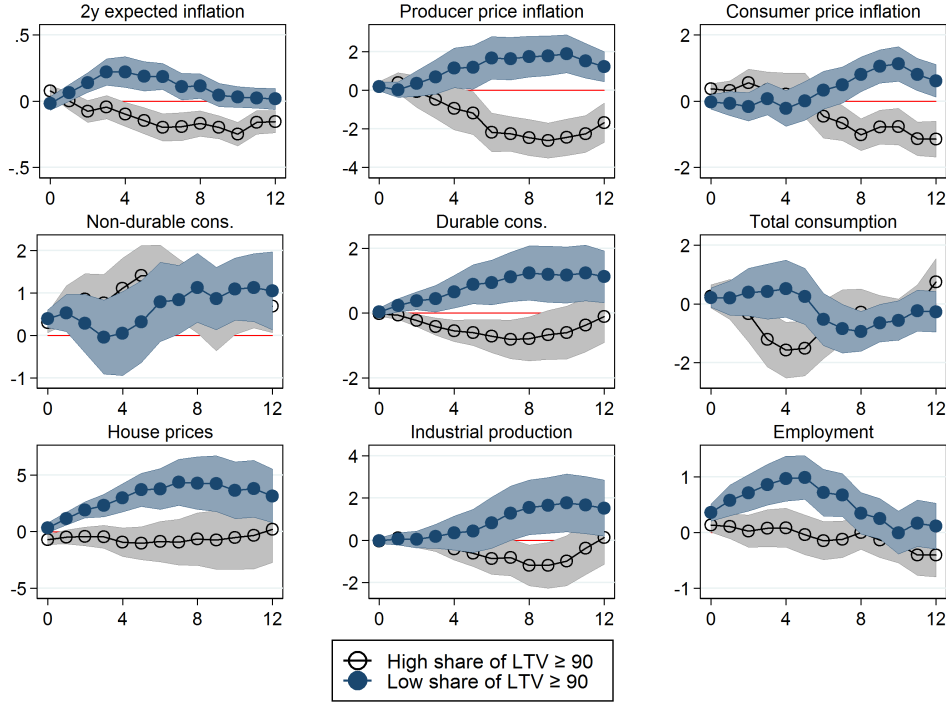 2y expected inflation
.5
0
-.5
0 4 8 12
Producer price inflation
4
2
0
-2
-4
0 4 8 12
Consumer price inflation
2
0
-2
0 4 8 12
Non-durable cons.
2
1
0
-1
0 4 8 12
Durable cons.
2
0
-2
0 4 8 12
Total consumption
2
0
-2
0 4 8 12
House prices
5
0
-5
0 4 8 12
Industrial production
4
2
0
-2
0 4 8 12
Employment
1
0
-1
0 4 8 12
High share of LTV ≥ 90
Low share of LTV ≥ 90